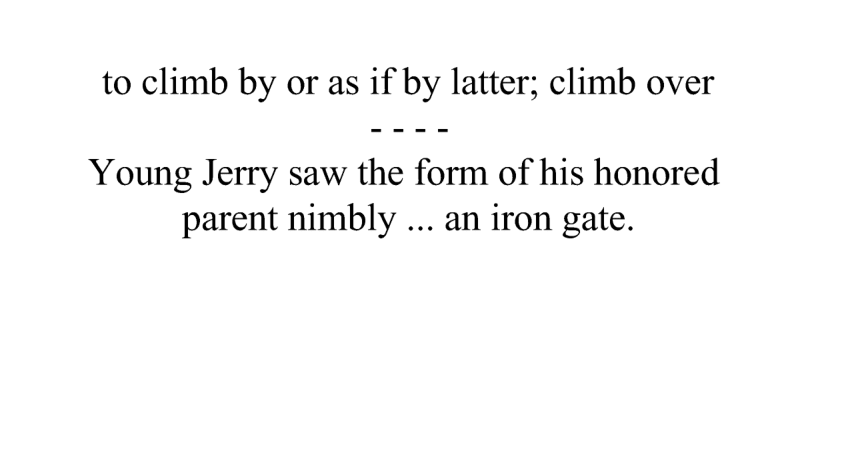 to climb by or as if by latter; climb over
- - - -
Young Jerry saw the form of his honored
parent nimbly ... an iron gate.